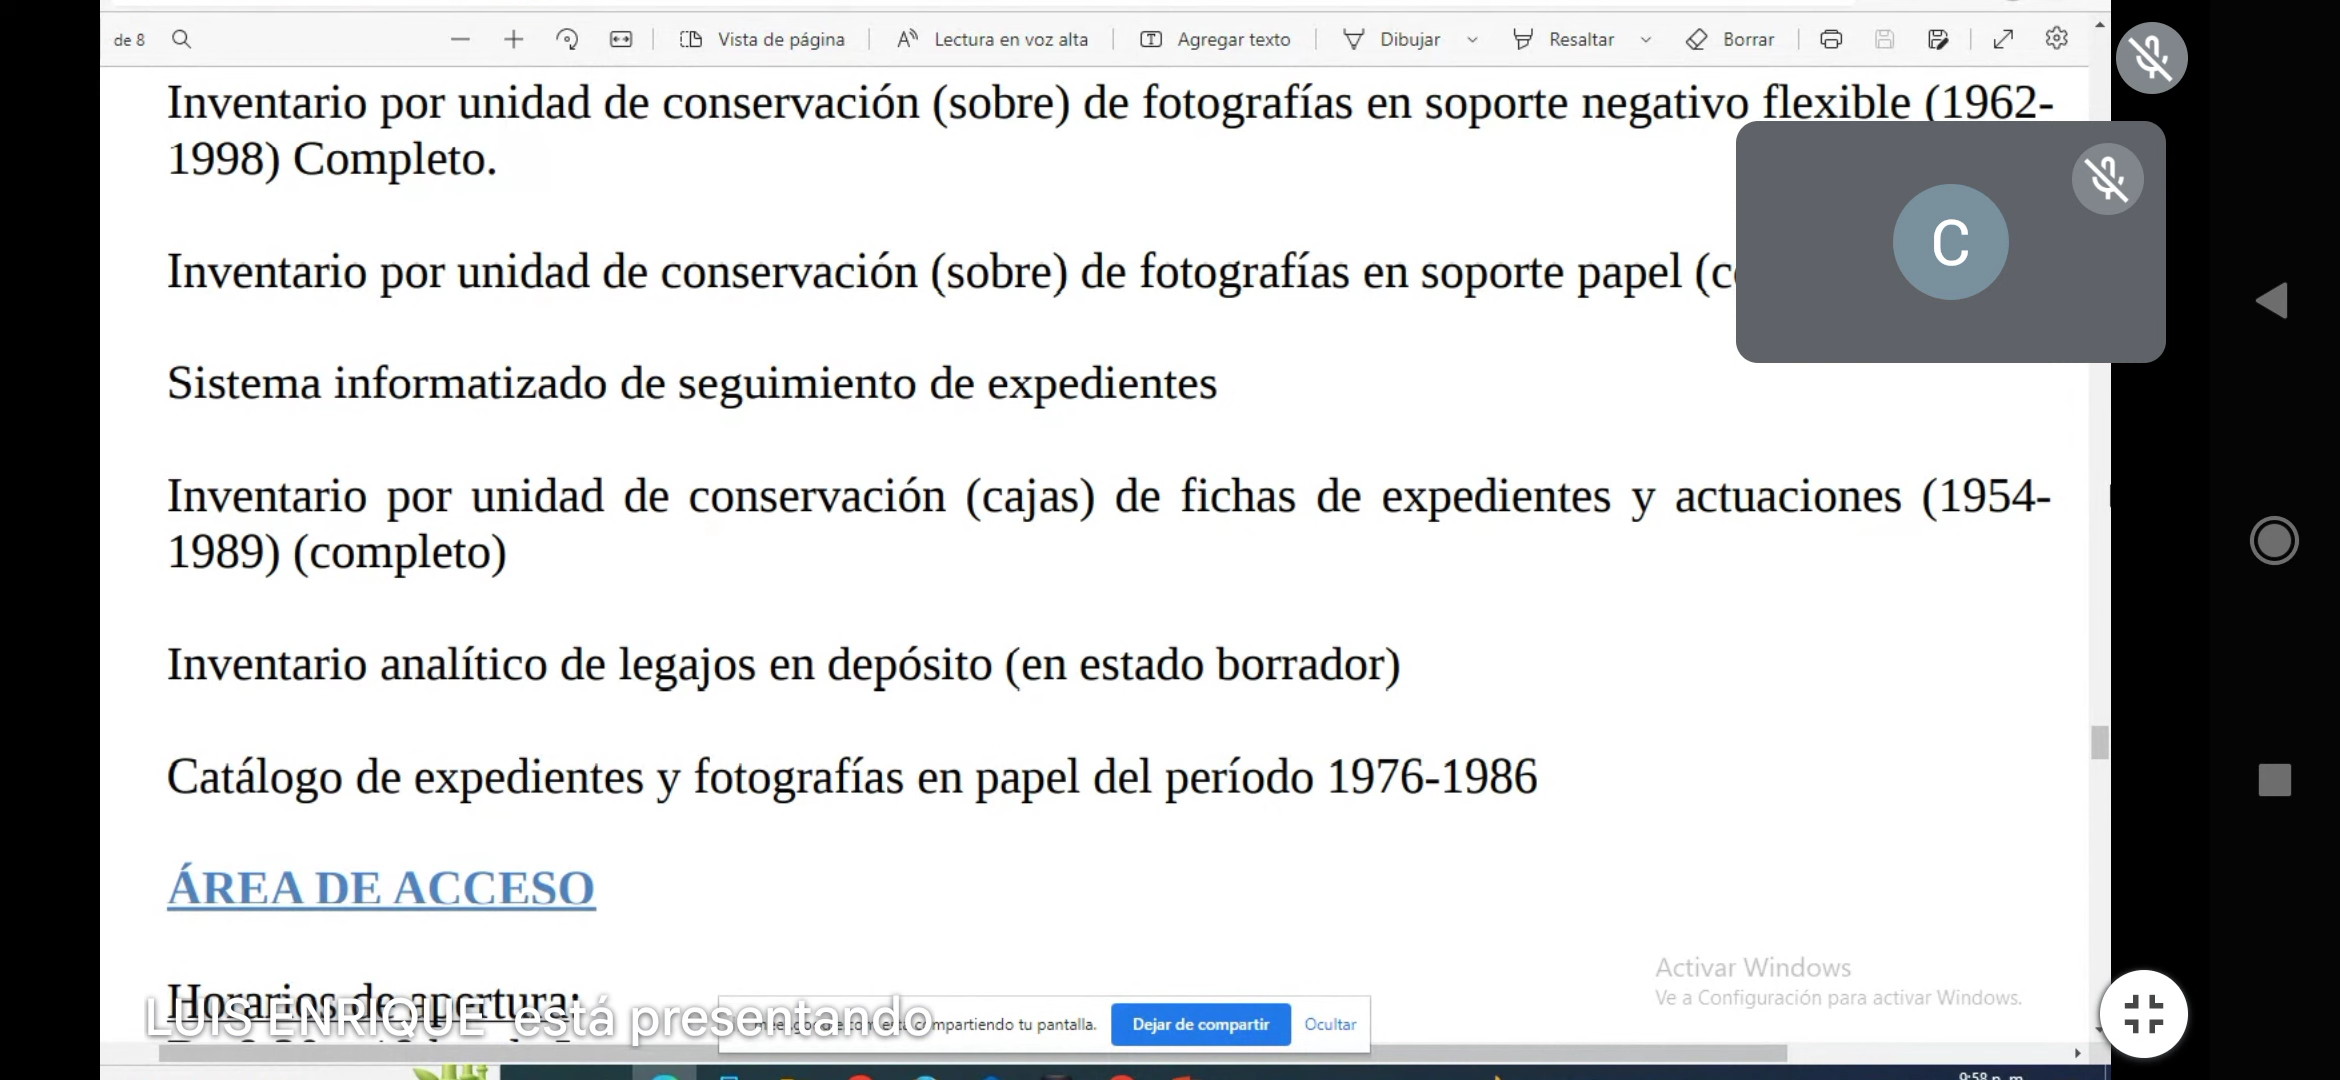 de 8 Vista de página Lectura en voz alta Agregar texto Dibujar Resaltar Borrar
Inventario por unidad de conservación (sobre) de fotografías en soporte negativo flexible (1962-
1998) Completo.
C
Inventario por unidad de conservación (sobre) de fotografías en soporte papel
Sistema informatizado de seguimiento de expedientes
Inventario por unidad de conservación (cajas) de fichas de expedientes y actuaciones (1954-
1989) (completo)
Inventario analítico de legajos en depósito (en estado borrador)
Catálogo de expedientes y fotografías en papel del período 1976-1986
ÁREA DE ACCESO
Activar Windows
Ve a Configuración para activar Windows.
Horarios de apertura:
LUIS ENRIQUE está presentando
compartiendo tu pantalla. Dejar de compartir Ocultar